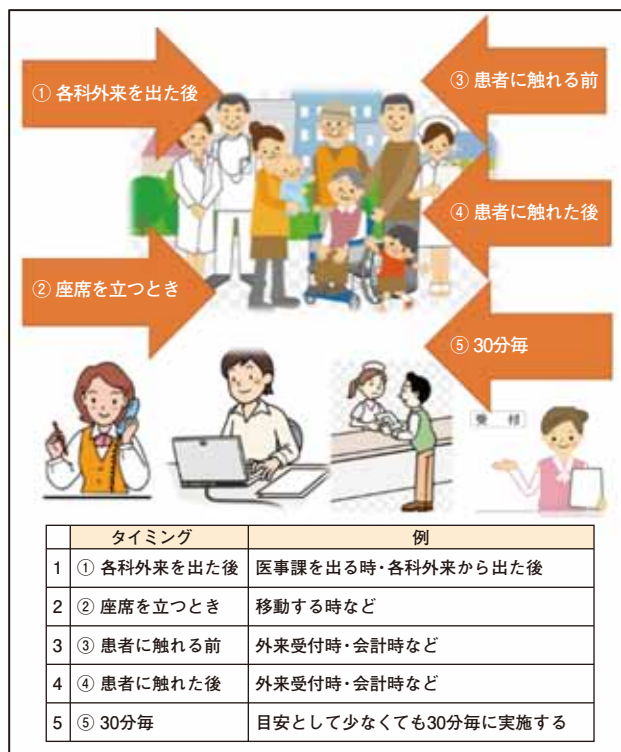 ① 各科外来を出た後
③ 患者に触れる前
④ 患者に触れた後
② 座席を立つとき
⑤ 30分毎
受 付
タイミング 例
1 ① 各科外来を出た後 医事課を出る時・各科外来から出た後
2 ② 座席を立つとき 移動する時など
3 ③ 患者に触れる前 外来受付時・会計時など
4 ④ 患者に触れた後 外来受付時・会計時など
5 ⑤ 30分毎 目安として少なくても30分毎に実施する